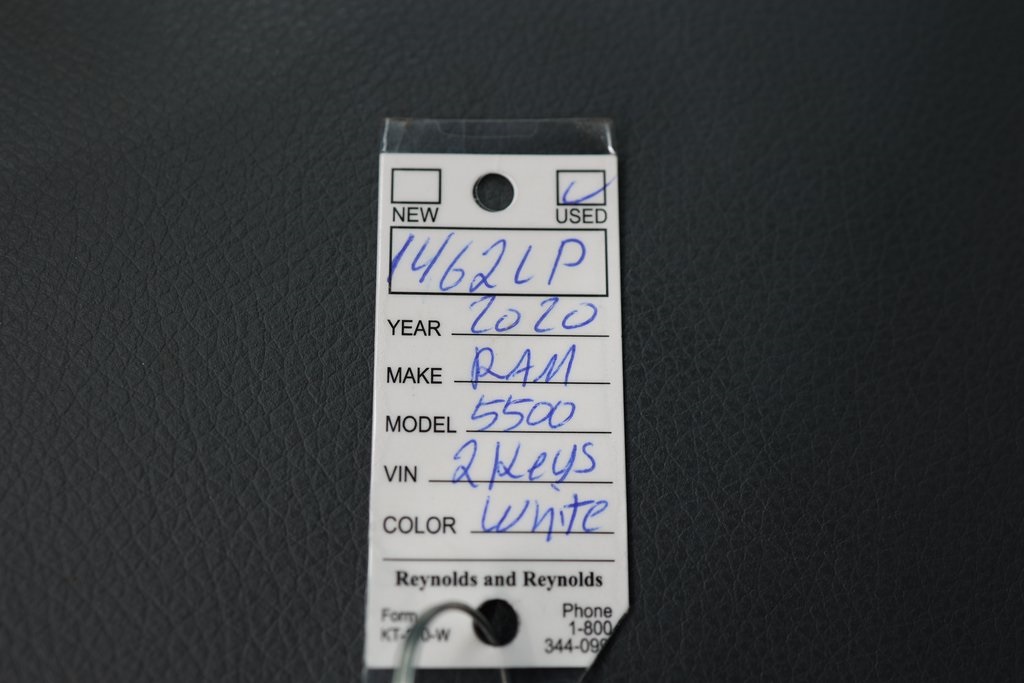 NEW USED
1462LP
YEAR 2020
MAKE RAM
MODEL 5500
VIN 2 Keys
COLOR White
Reynolds and Reynolds
Form Phone
1-800